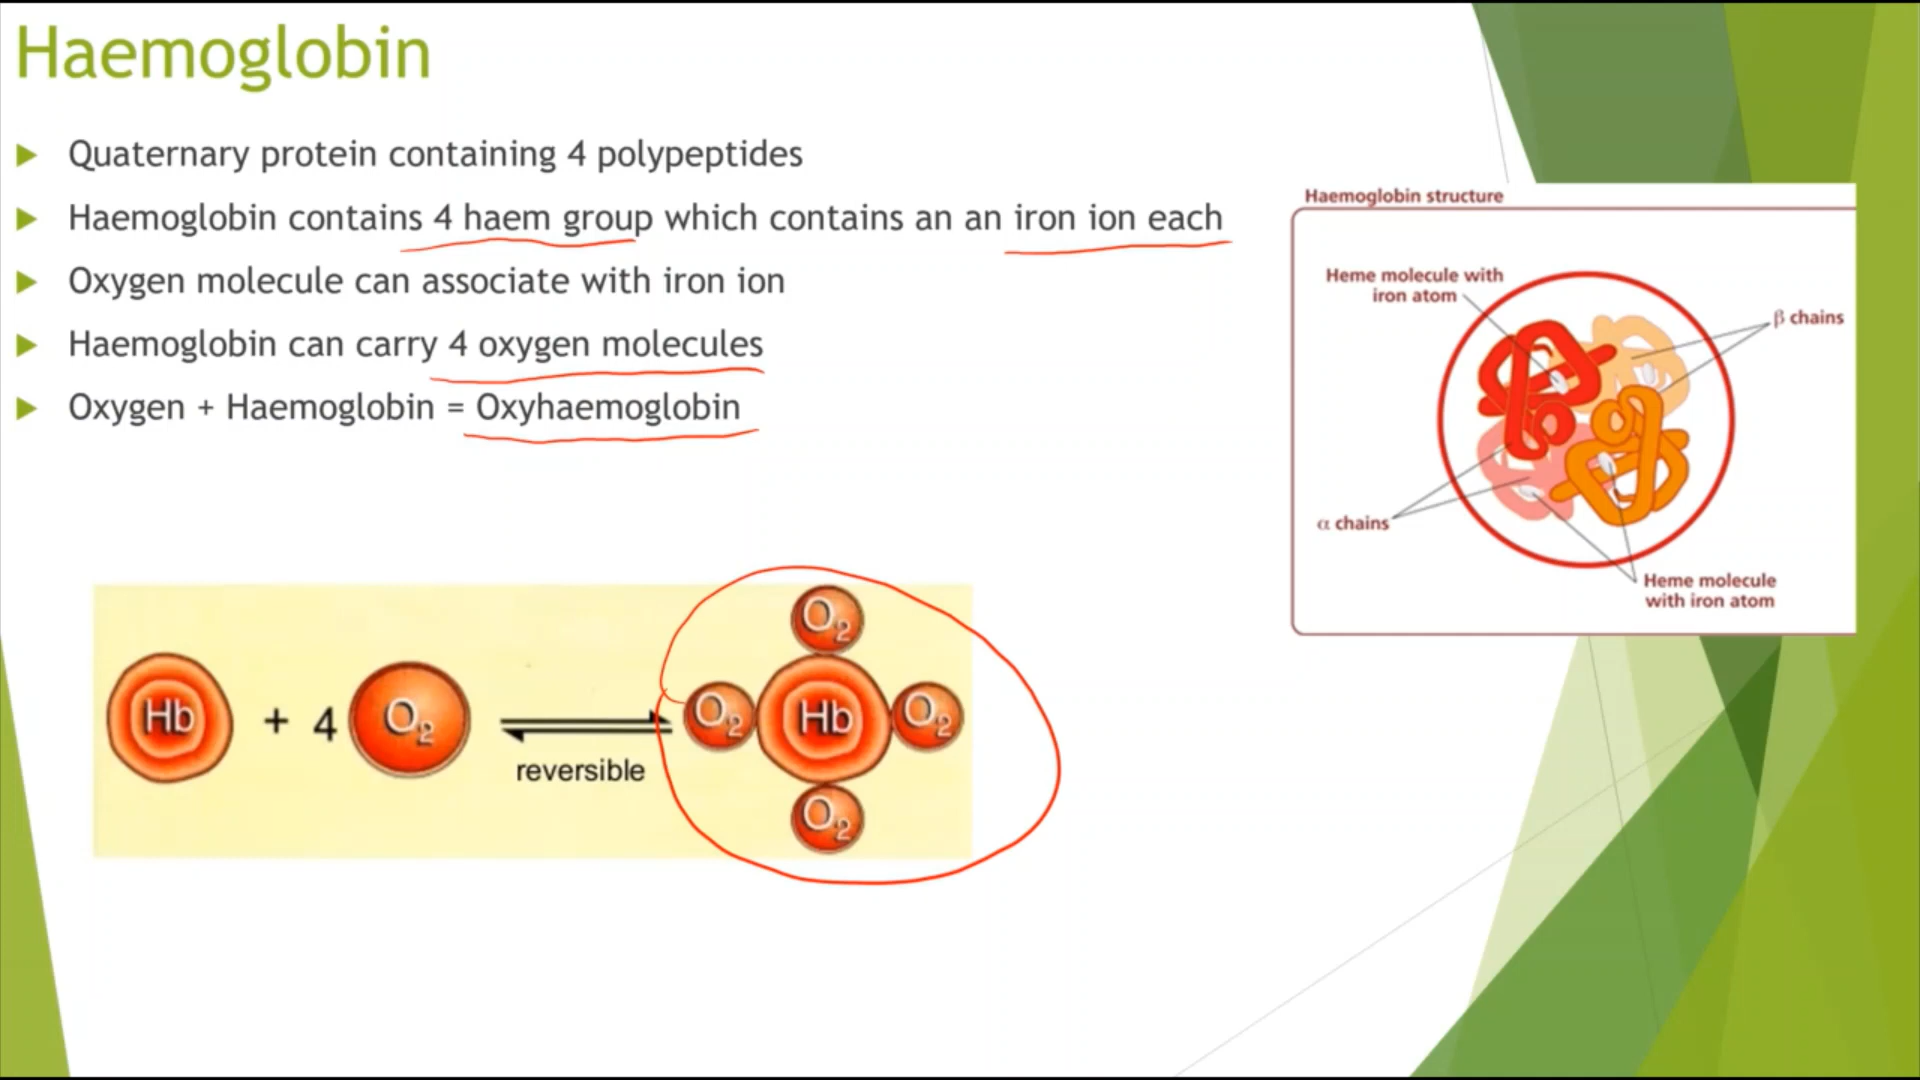 Haemoglobin
Quaternary protein containing 4 polypeptides
Haemoglobin contains 4 haem group which contains an an iron ion each
Oxygen molecule can associate with iron ion
Haemoglobin can carry 4 oxygen molecules
Oxygen + Haemoglobin = Oxyhaemoglobin
Haemoglobin structure
Heme molecule with
iron atom
β chains
α chains
Heme molecule
with iron atom
Hb + 4 O₂
reversible
O₂
O₂ Hb O₂
O₂